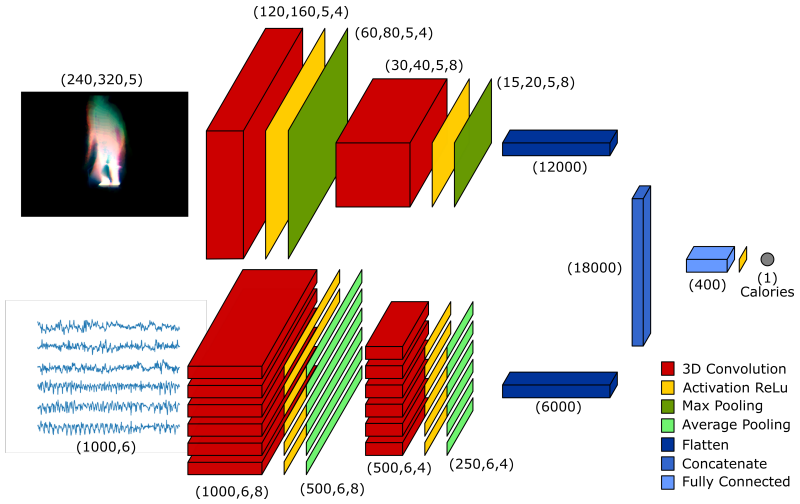 (120,160,5,4)
(60,80,5,4)
(240,320,5)
(30,40,5,8)
(15,20,5,8)
(12000)
(18000)
(400)
(1)
Calories
(1000,6)
(1000,6,8)
(500,6,8)
(500,6,4)
(250,6,4)
(6000)
3D Convolution
Activation ReLu
Max Pooling
Average Pooling
Flatten
Concatenate
Fully Connected